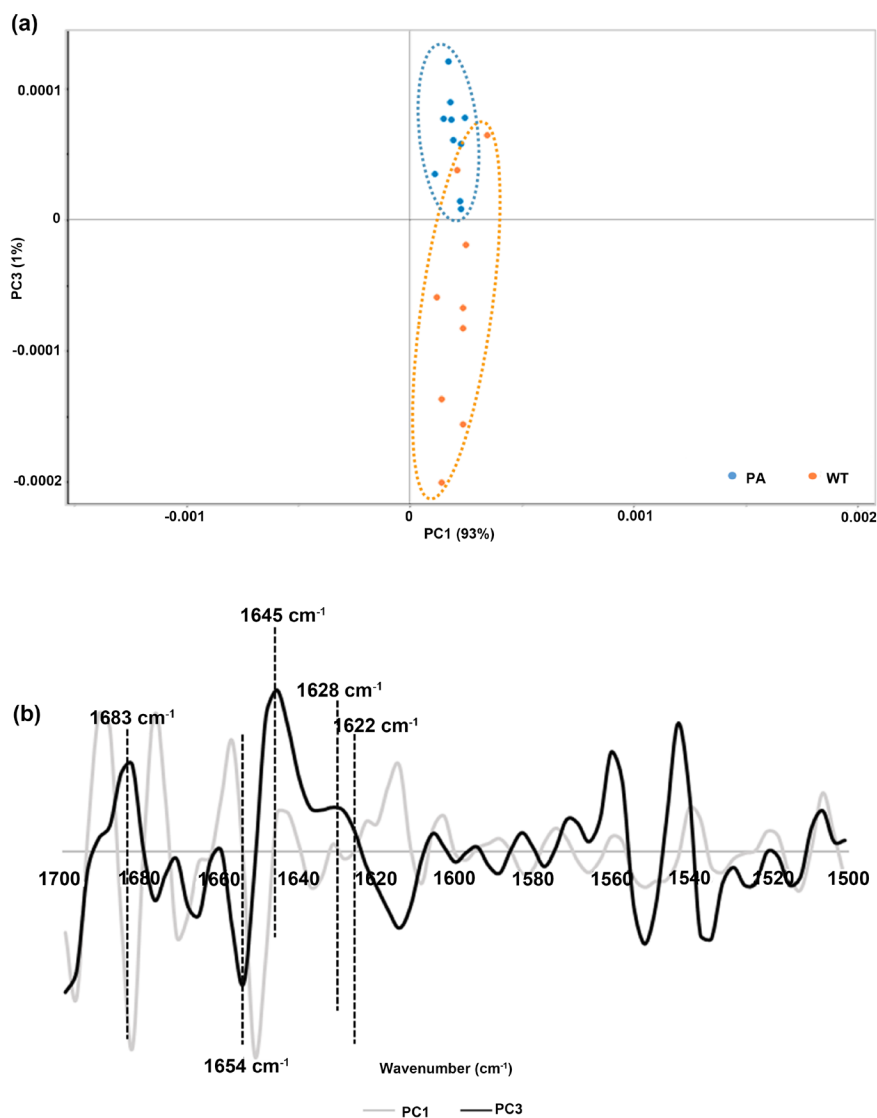 (a)
0.0001
0
-0.0001
-0.0002
PC3 (1%)
PA
WT
-0.001
0
0.001
0.002
PC1 (93%)
(b)
1645 cm-1
1628 cm-1
1683 cm-1
1622 cm-1
1700
1680
1660
1640
1620
1600
1580
1560
1540
1520
1500
1654 cm-1
Wavenumber (cm-1)
PC1
PC3